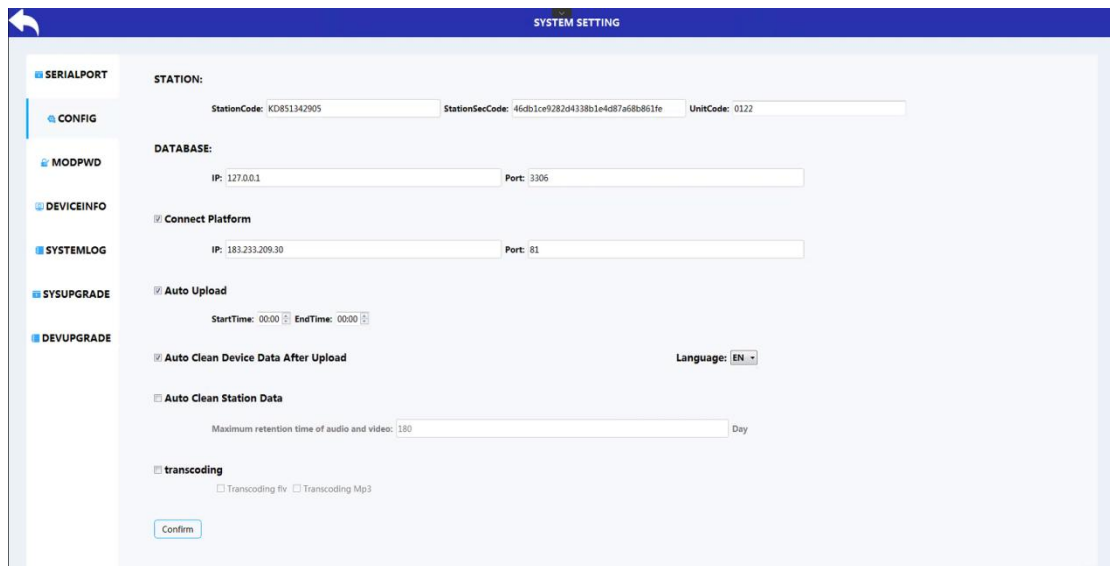 SYSTEM SETTING
SERIALPORT
CONFIG
MODPWD
DEVICEINFO
SYSTEMLOG
SYSUPGRADE
DEVUPGRADE
STATION:
StationCode: KD851342905 StationSecCode: 46db1ce9282d4338b1e4d87a68b861fe UnitCode: 0122
DATABASE:
IP: 127.0.0.1 Port: 3306
Connect Platform
IP: 183.233.209.30 Port: 81
Auto Upload
StartTime: 00:00 EndTime: 00:00
Auto Clean Device Data After Upload Language: EN
Auto Clean Station Data
Maximum retention time of audio and video: 180 Day
transcoding
Transcoding flv Transcoding Mp3
Confirm